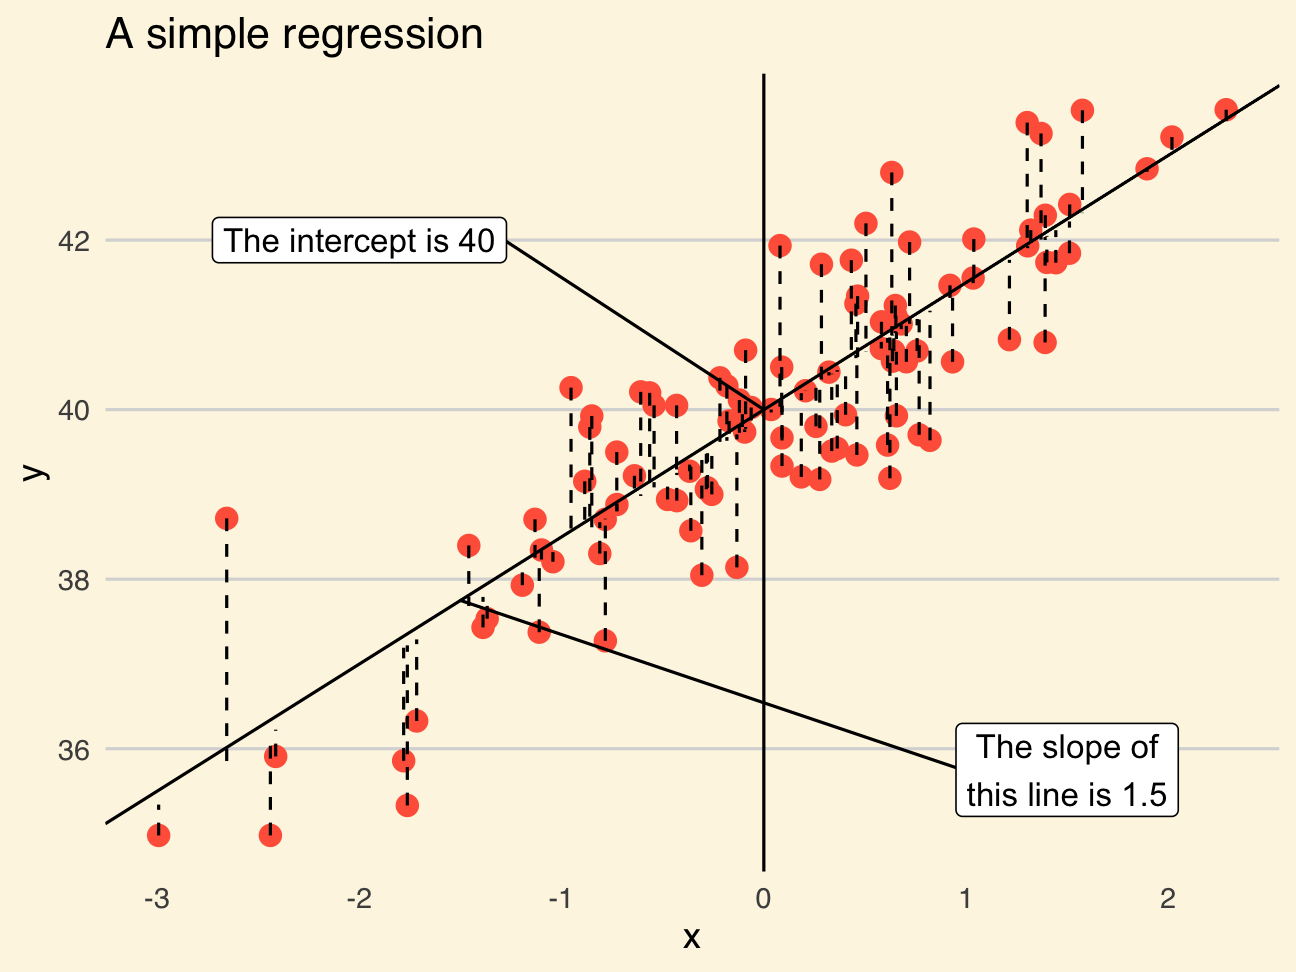 A simple regression
The intercept is 40
42
40
38
36
y
The slope of
this line is 1.5
-3 -2 -1 0 1 2
x